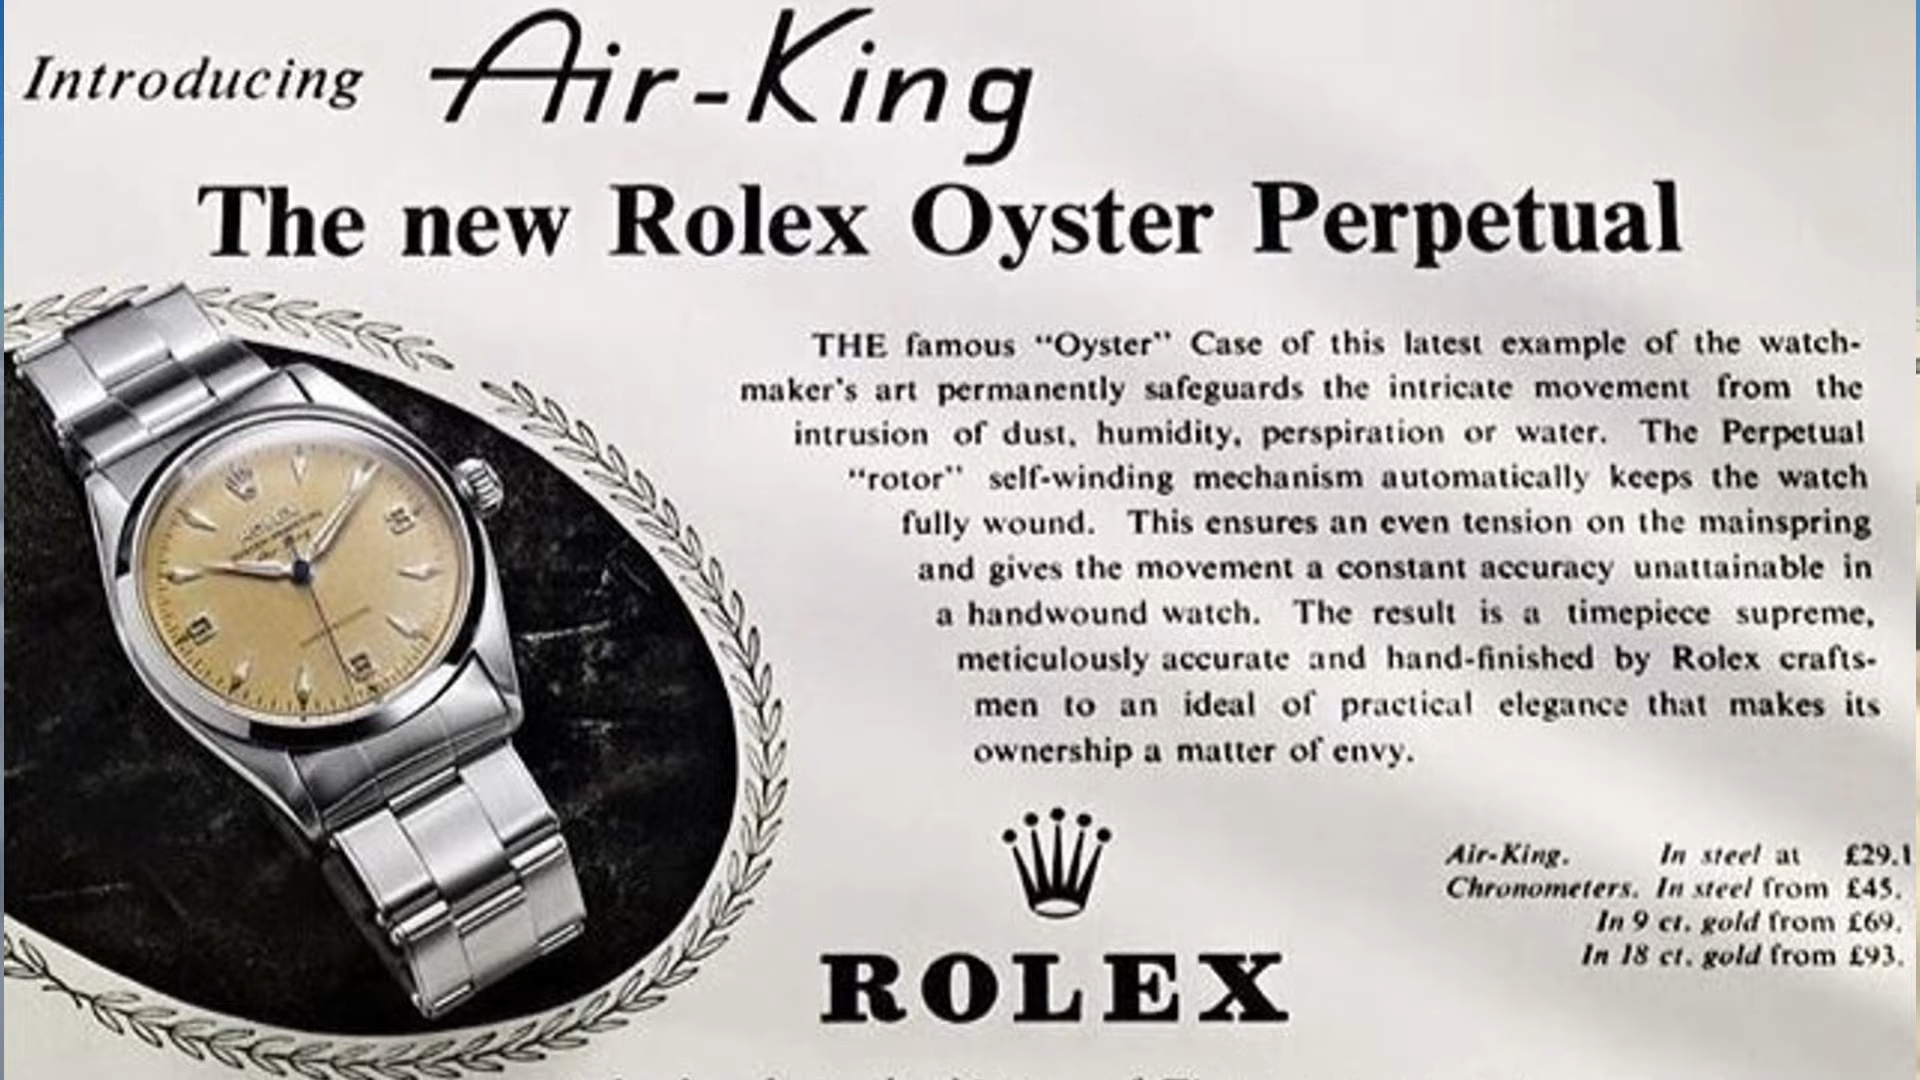 Introducing Air-King
The new Rolex Oyster Perpetual
THE famous “Oyster” Case of this latest example of the watch-
maker's art permanently safeguards the intricate movement from the
intrusion of dust, humidity, perspiration or water. The Perpetual
“rotor” self-winding mechanism automatically keeps the watch
fully wound. This ensures an even tension on the mainspring
and gives the movement a constant accuracy unattainable in
a handwound watch. The result is a timepiece supreme,
meticulously accurate and hand-finished by Rolex crafts-
men to an ideal of practical elegance that makes its
ownership a matter of envy.
Air-King. In steel at £29.1
Chronometers. In steel from £45.
In 9 ct. gold from £69.
In 18 ct. gold from £93.
ROLEX